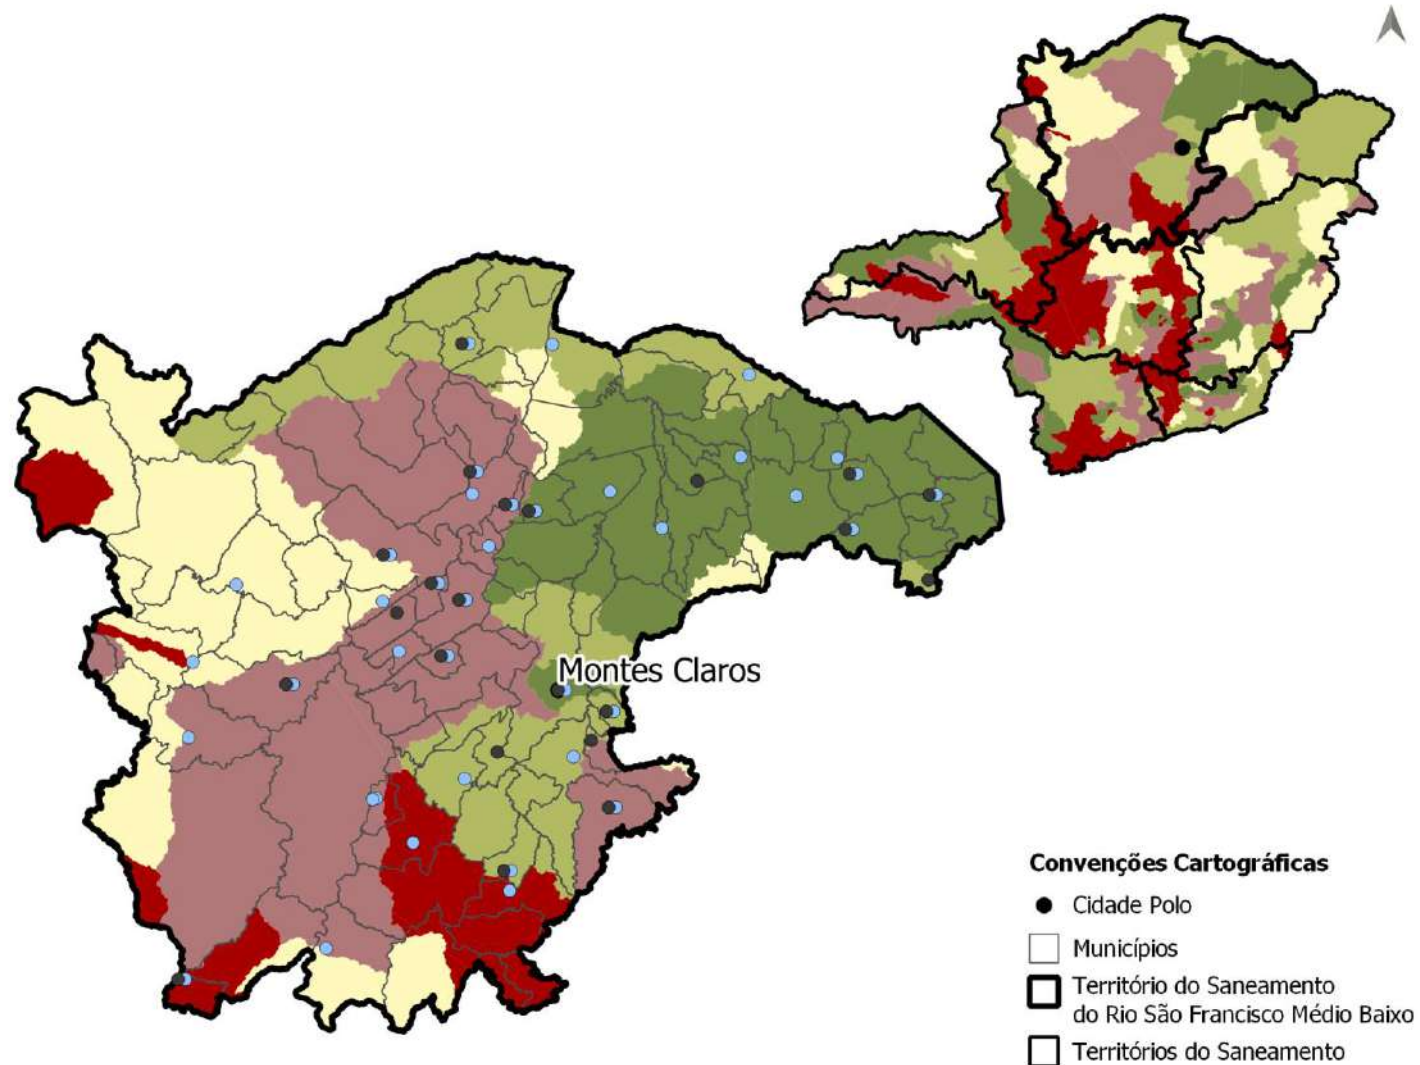 Montes Claros
Convenções Cartográficas
Cidade Polo
Municípios
Território do Saneamento
do Rio São Francisco Médio Baixo
Territórios do Saneamento